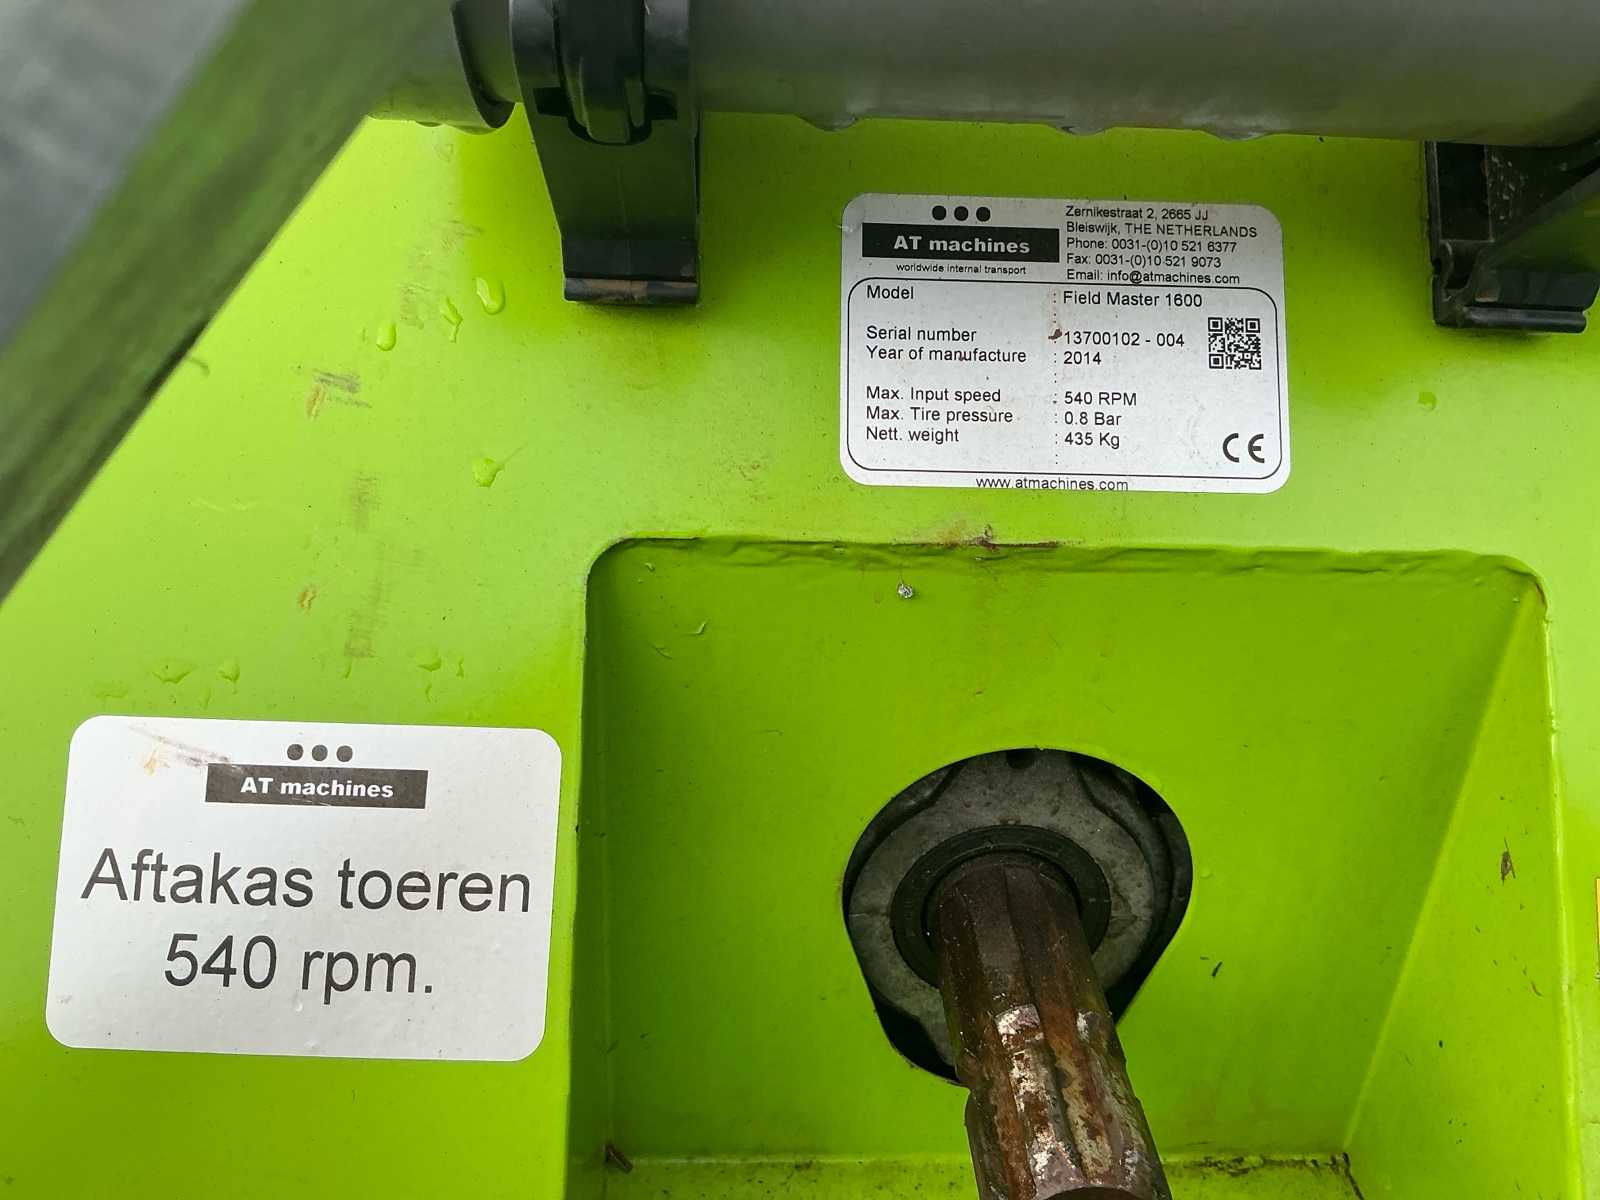 AT machines
worldwide internal transport
Zernikestraat 2, 2665 JJ
Bleiswijk, THE NETHERLANDS
Phone: 0031-(0)10 521 6377
Fax: 0031-(0)10 521 9073
Email: info@atmachines.com
Model : Field Master 1600
Serial number : 13700102 - 004
Year of manufacture : 2014
Max. Input speed : 540 RPM
Max. Tire pressure : 0.8 Bar
Nett. weight : 435 Kg
CE
www.atmachines.com
AT machines
Aftakas toeren
540 rpm.